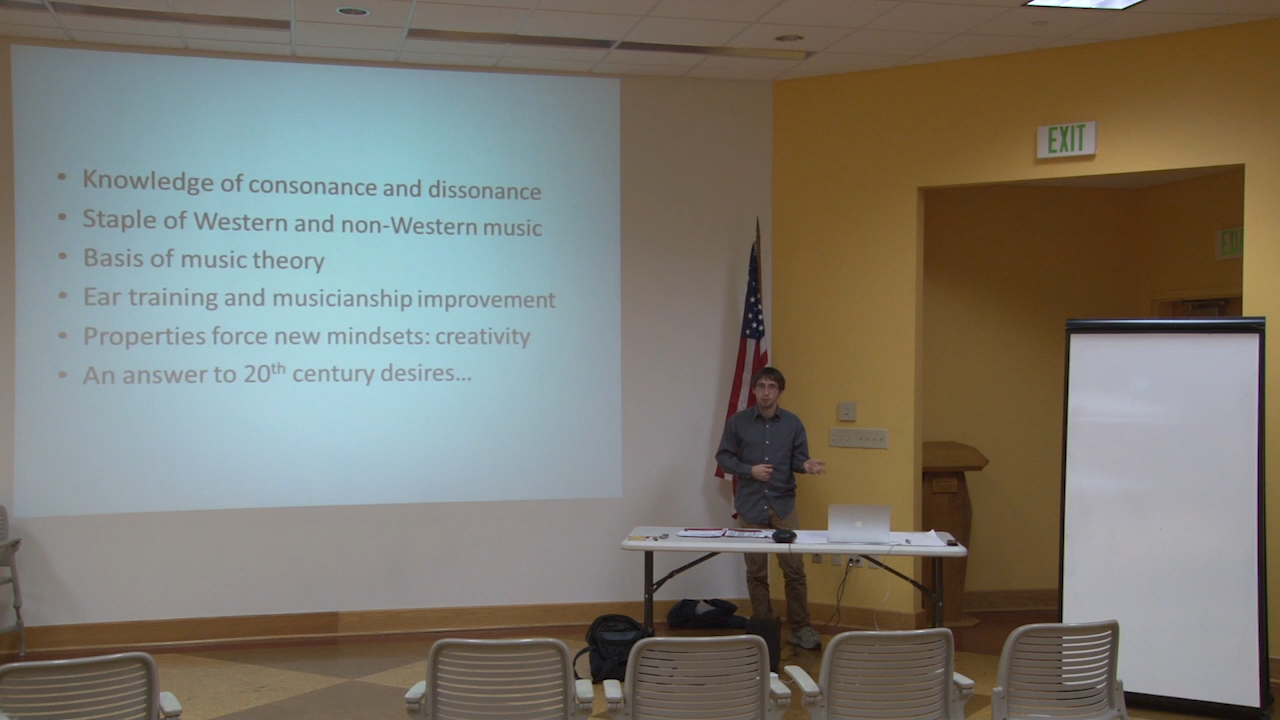 • Knowledge of consonance and dissonance
• Staple of Western and non-Western music
• Basis of music theory
• Ear training and musicianship improvement
• Properties force new mindsets: creativity
• An answer to 20th century desires…
EXIT
EXIT